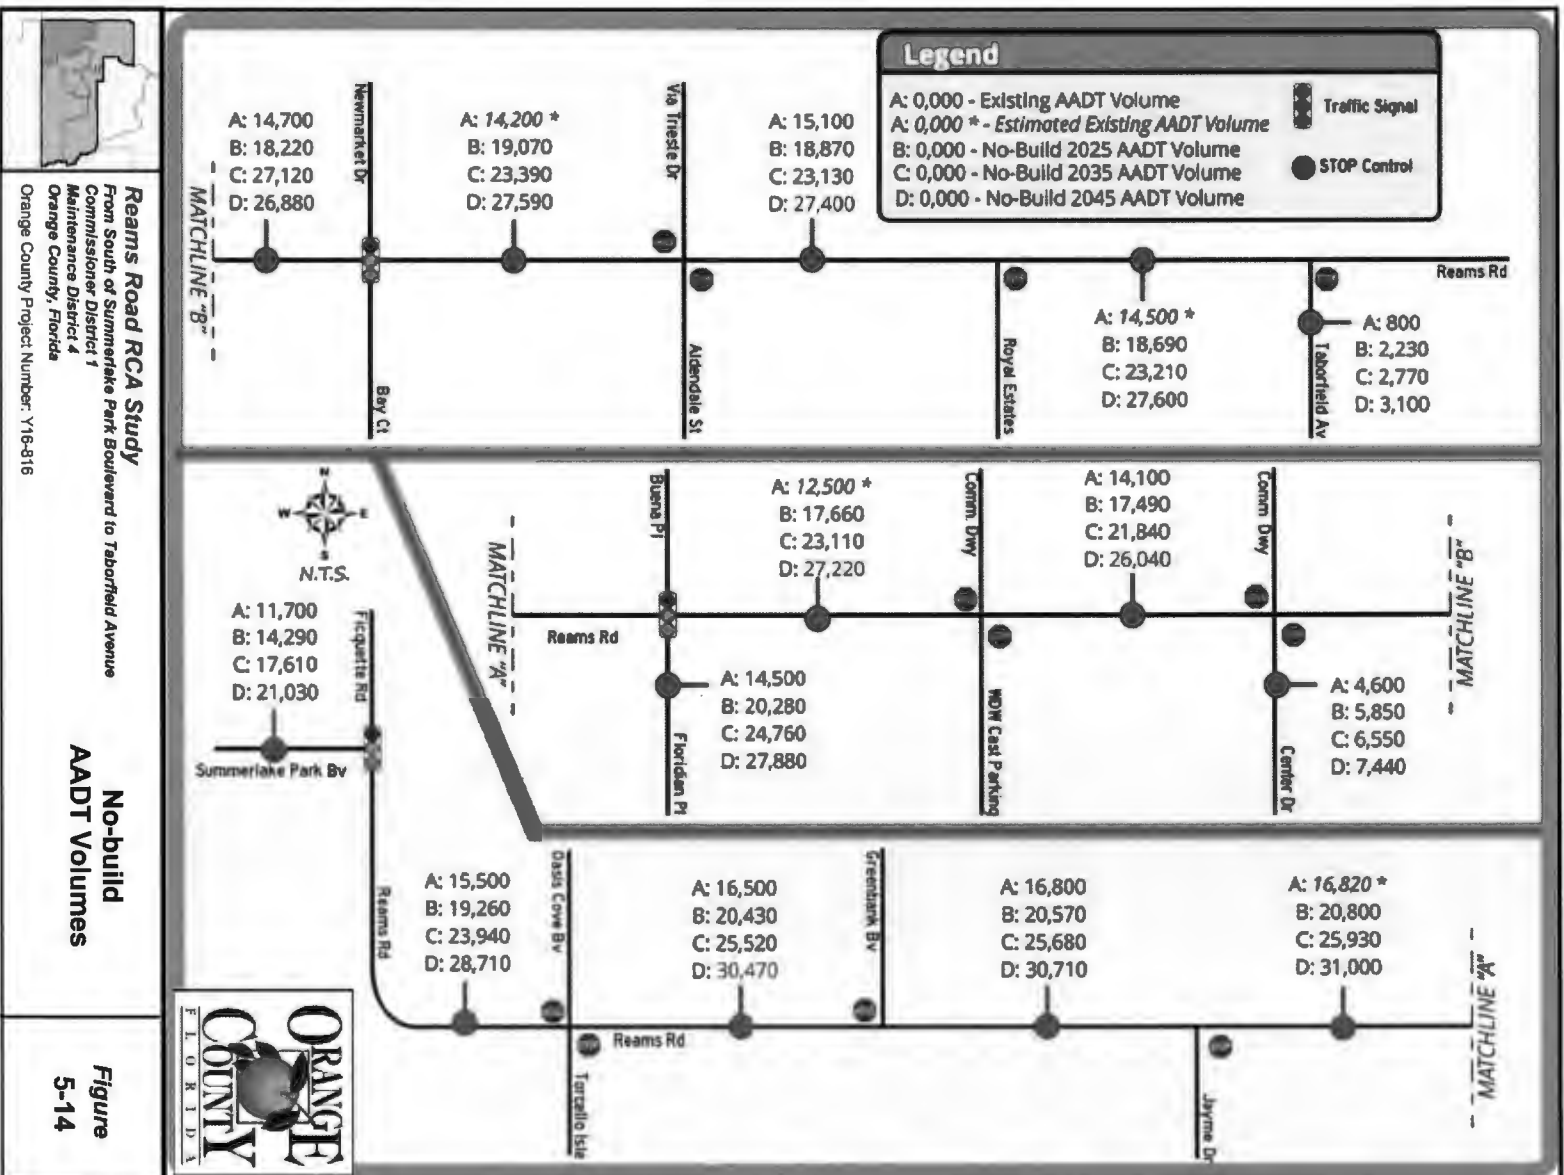 Legend
A: 0,000 - Existing AADT Volume
A: 0,000 * - Estimated Existing AADT Volume
B: 0,000 - No-Build 2025 AADT Volume
C: 0,000 - No-Build 2035 AADT Volume
D: 0,000 - No-Build 2045 AADT Volume
Traffic Signal
STOP Control
A: 14,700
B: 18,220
C: 27,120
D: 26,880
MATCHLINE "B"
Newmarket Dr
Bay Ct
A: 14,200 *
B: 19,070
C: 23,390
D: 27,590
Via Trieste Dr
Aldendale St
A: 15,100
B: 18,870
C: 23,130
D: 27,400
Royal Estates
A: 14,500 *
B: 18,690
C: 23,210
D: 27,600
Reams Rd
A: 800
B: 2,230
C: 2,770
D: 3,100
Taborfield Av
MATCHLINE "A"
Reams Rd
Buena Pl
Floridian Pl
A: 12,500 *
B: 17,660
C: 23,110
D: 27,220
A: 14,500
B: 20,280
C: 24,760
D: 27,880
Comm. Dwy
WDW Cast Parking
A: 14,100
B: 17,490
C: 21,840
D: 26,040
Comm Dwy
Center Dr
A: 4,600
B: 5,850
C: 6,550
D: 7,440
MATCHLINE "B"
N
W
E
S
N.T.S.
A: 11,700
B: 14,290
C: 17,610
D: 21,030
Ficquette Rd
Summerlake Park Bv
Reams Rd
A: 15,500
B: 19,260
C: 23,940
D: 28,710
Oasis Cove Bv
Torcello Isle
A: 16,500
B: 20,430
C: 25,520
D: 30,470
Reams Rd
Greenbank Bv
A: 16,800
B: 20,570
C: 25,680
D: 30,710
Jayme Dr
A: 16,820 *
B: 20,800
C: 25,930
D: 31,000
MATCHLINE "A"
ORANGE
COUNTY
FLORIDA
Reams Road RCA Study
From South of Summerlake Park Boulevard to Taborfield Avenue
Commissioner District 1
Maintenance District 4
Orange County, Florida
Orange County Project Number: Y16-816
No-build
AADT Volumes
Figure
5-14